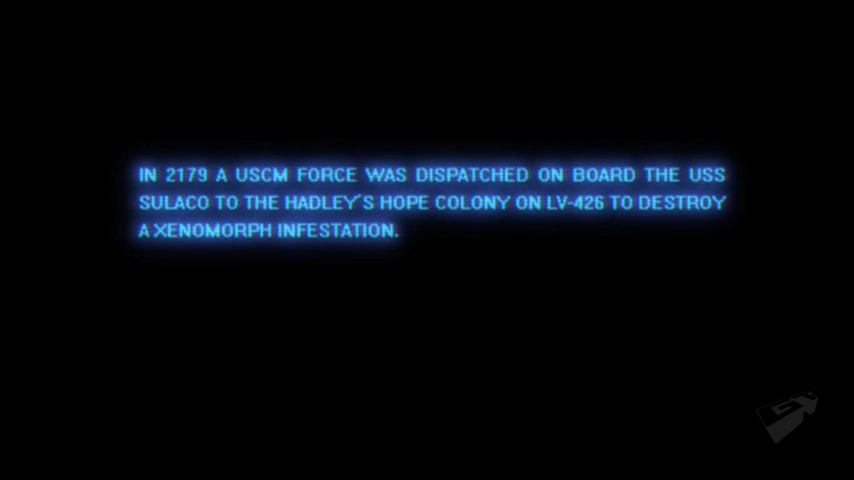 IN 2179 A USCM FORCE WAS DISPATCHED ON BOARD THE USS
SULACO TO THE HADLEY´S HOPE COLONY ON LV-426 TO DESTROY
A XENOMORPH INFESTATION.